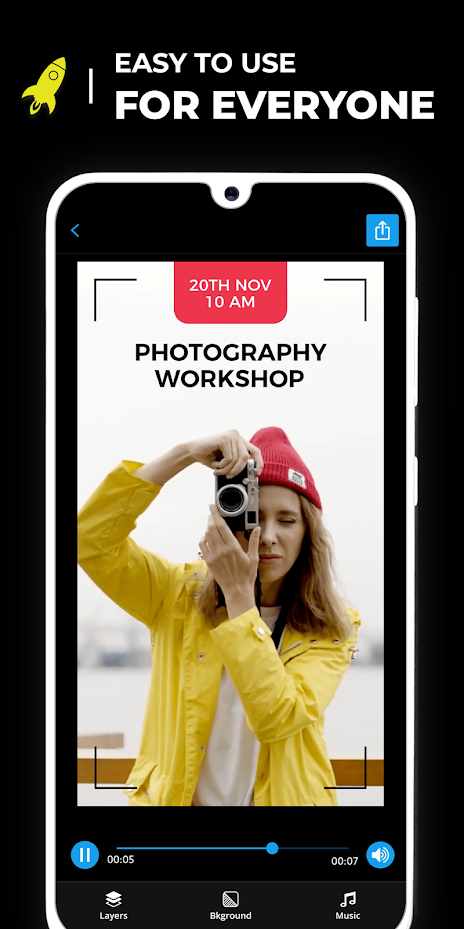 EASY TO USE
FOR EVERYONE
20TH NOV
10 AM
PHOTOGRAPHY
WORKSHOP
00:05
00:07
Layers
Bkground
Music